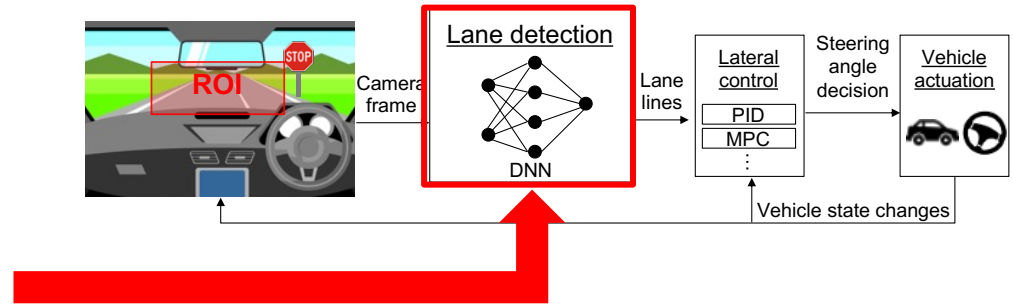 STOP
ROI
Camera
frame
Lane detection
DNN
Lane
lines
Lateral
control
PID
MPC
⋮
Steering
angle
decision
Vehicle
actuation
Vehicle state changes